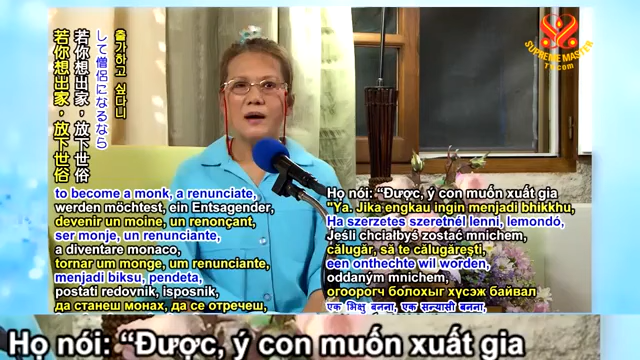 若你想出家，放下世俗
若你想出家，放下世俗
して僧侶になるなら
출가하고 싶다니
SUPREME MASTER
TV.com
to become a monk, a renunciate,
werden möchtest, ein Entsagender,
devenir un moine, un renonçant,
ser monje, un renunciante,
a diventare monaco,
tornar um monge, um renunciante,
menjadi biksu, pendeta,
postati redovnik, isposnik,
да станеш монах, да се отречеш,
Họ nói: “Được, ý con muốn xuất gia
"Ya. Jika engkau ingin menjadi bhikkhu,
Ha szerzetes szeretnél lenni, lemondó,
Jeśli chciałbyś zostać mnichem,
călugăr, să te călugăreşti,
een onthechte wil worden,
oddaným mnichem,
огоорогч болохыг хүсэж байвал
एक भिक्षु बनना, एक सन्यासी बनना,
Họ nói: “Được, ý con muốn xuất gia